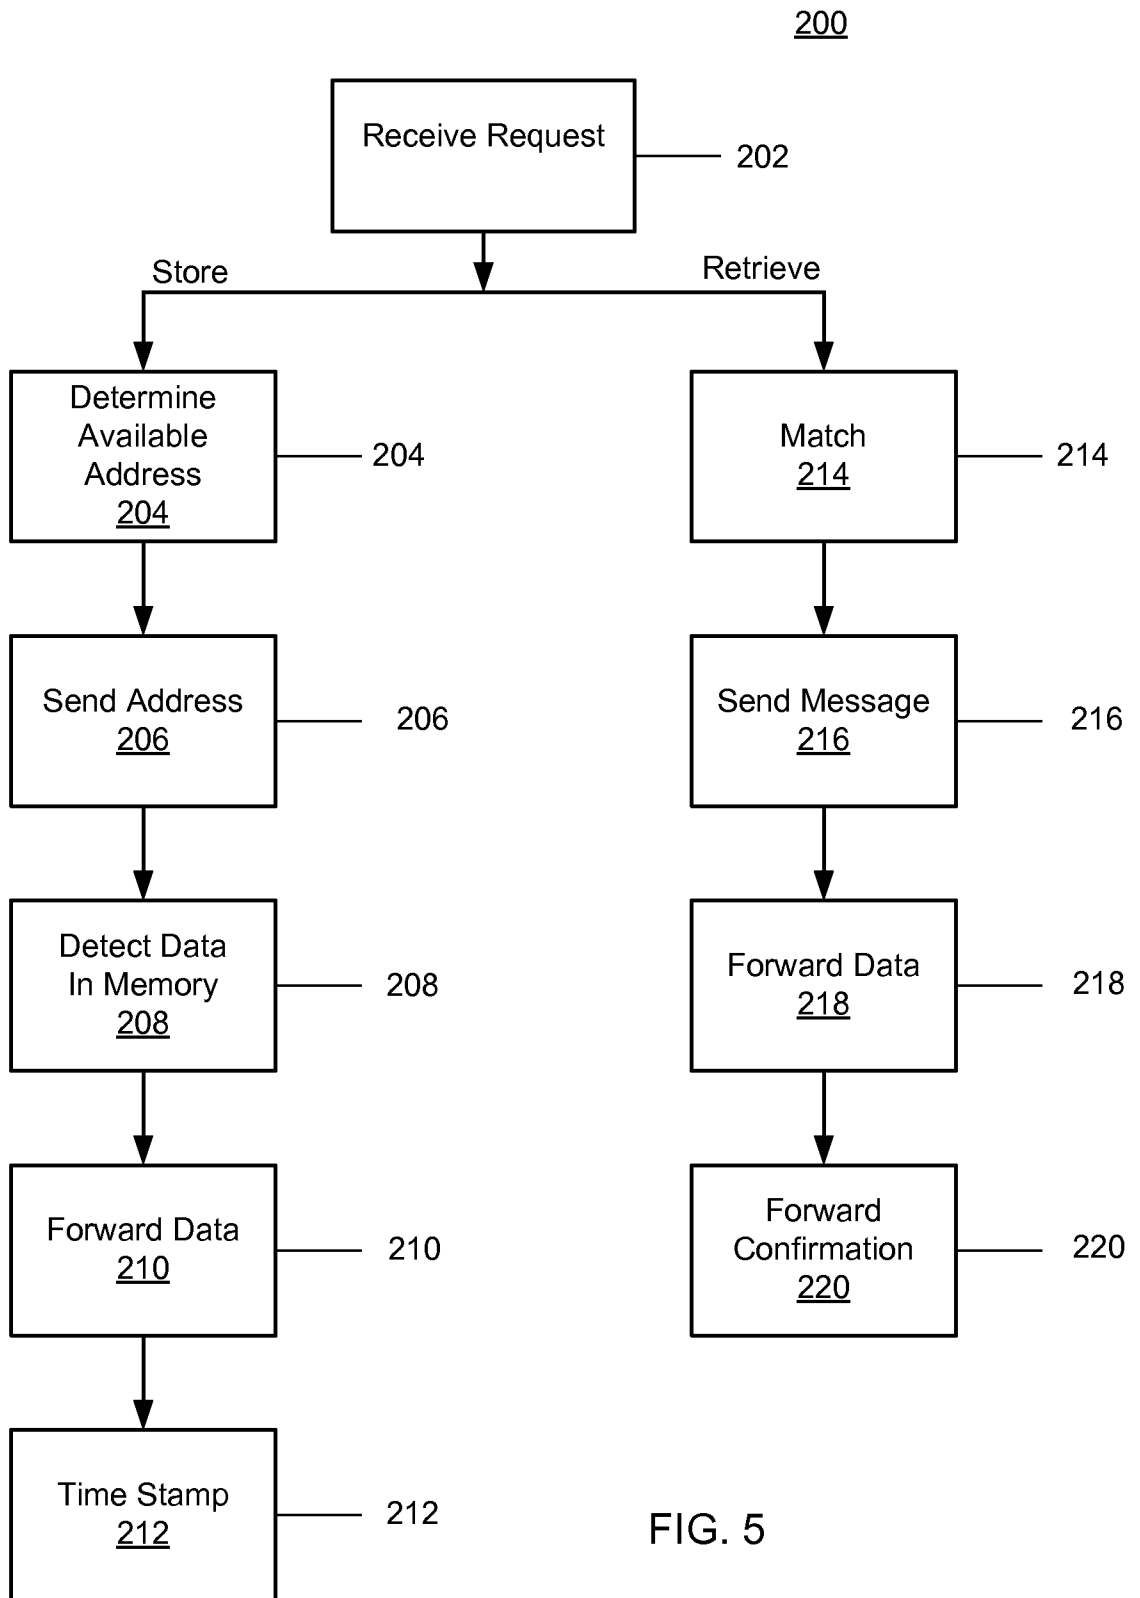 200
Receive Request
202
Store
Retrieve
Determine
Available
Address
204
204
Match
214
214
Send Address
206
206
Send Message
216
216
Detect Data
In Memory
208
208
Forward Data
218
218
Forward Data
210
210
Forward
Confirmation
220
220
Time Stamp
212
212
FIG. 5